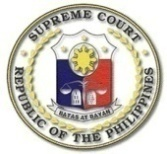 SUPREME COURT
REPUBLIC OF THE PHILIPPINES
BATAS AT BAYAN